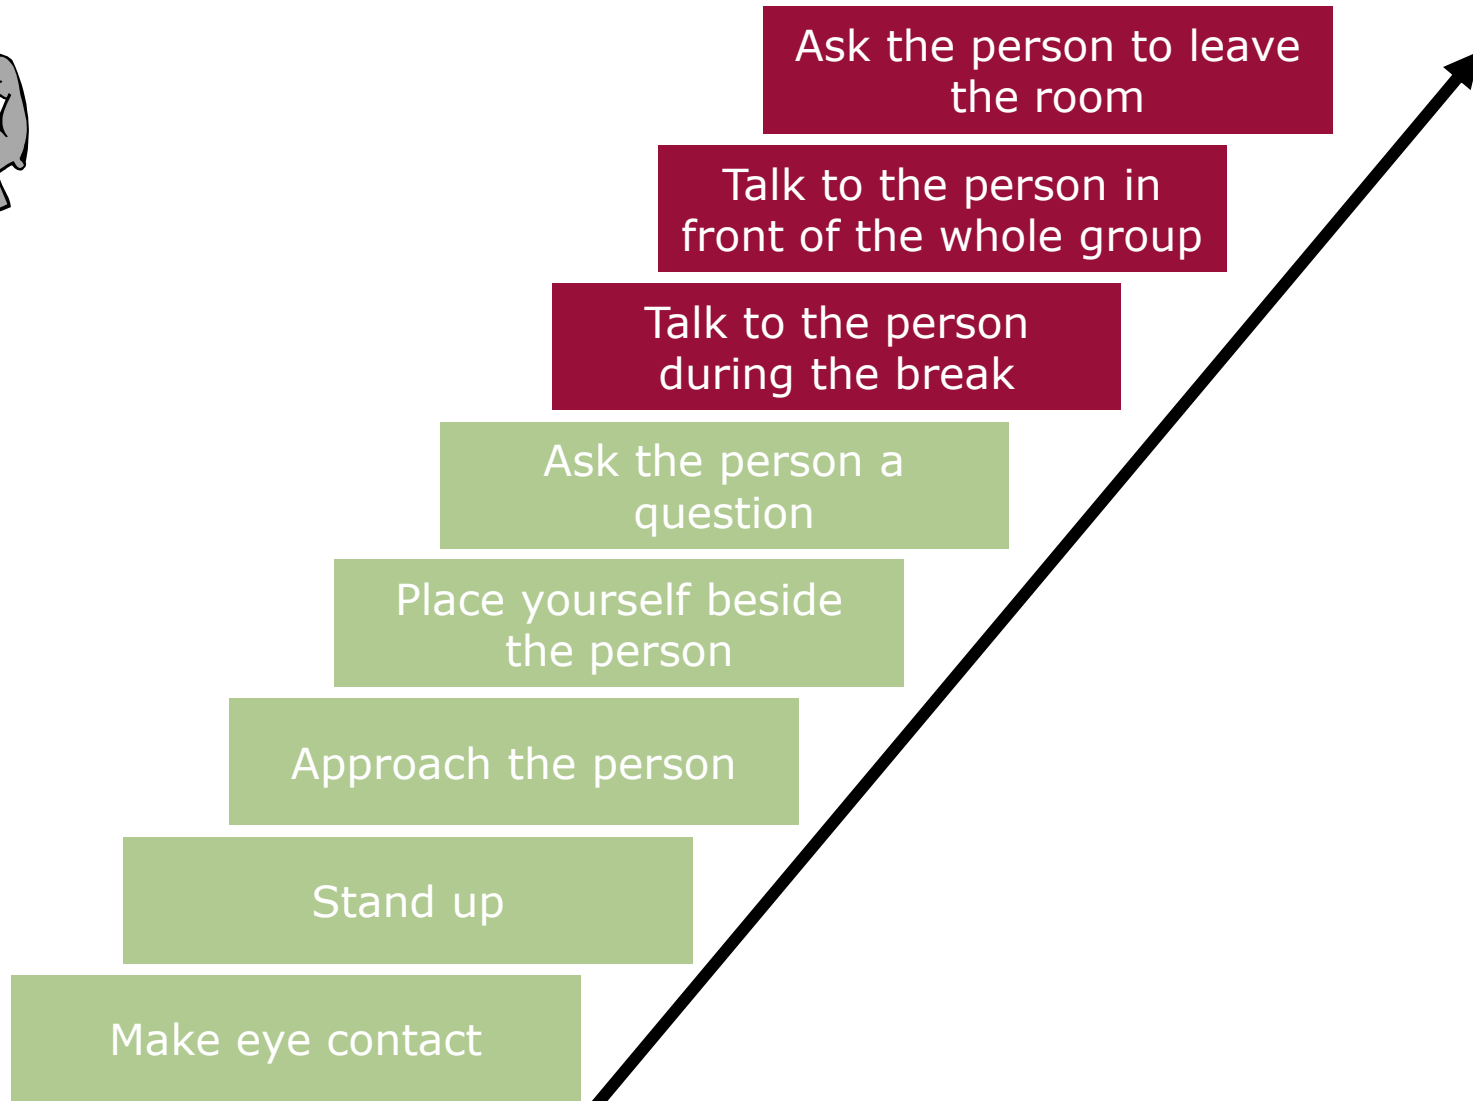 Ask the person to leave
the room
Talk to the person in
front of the whole group
Talk to the person
during the break
Ask the person a
question
Place yourself beside
the person
Approach the person
Stand up
Make eye contact